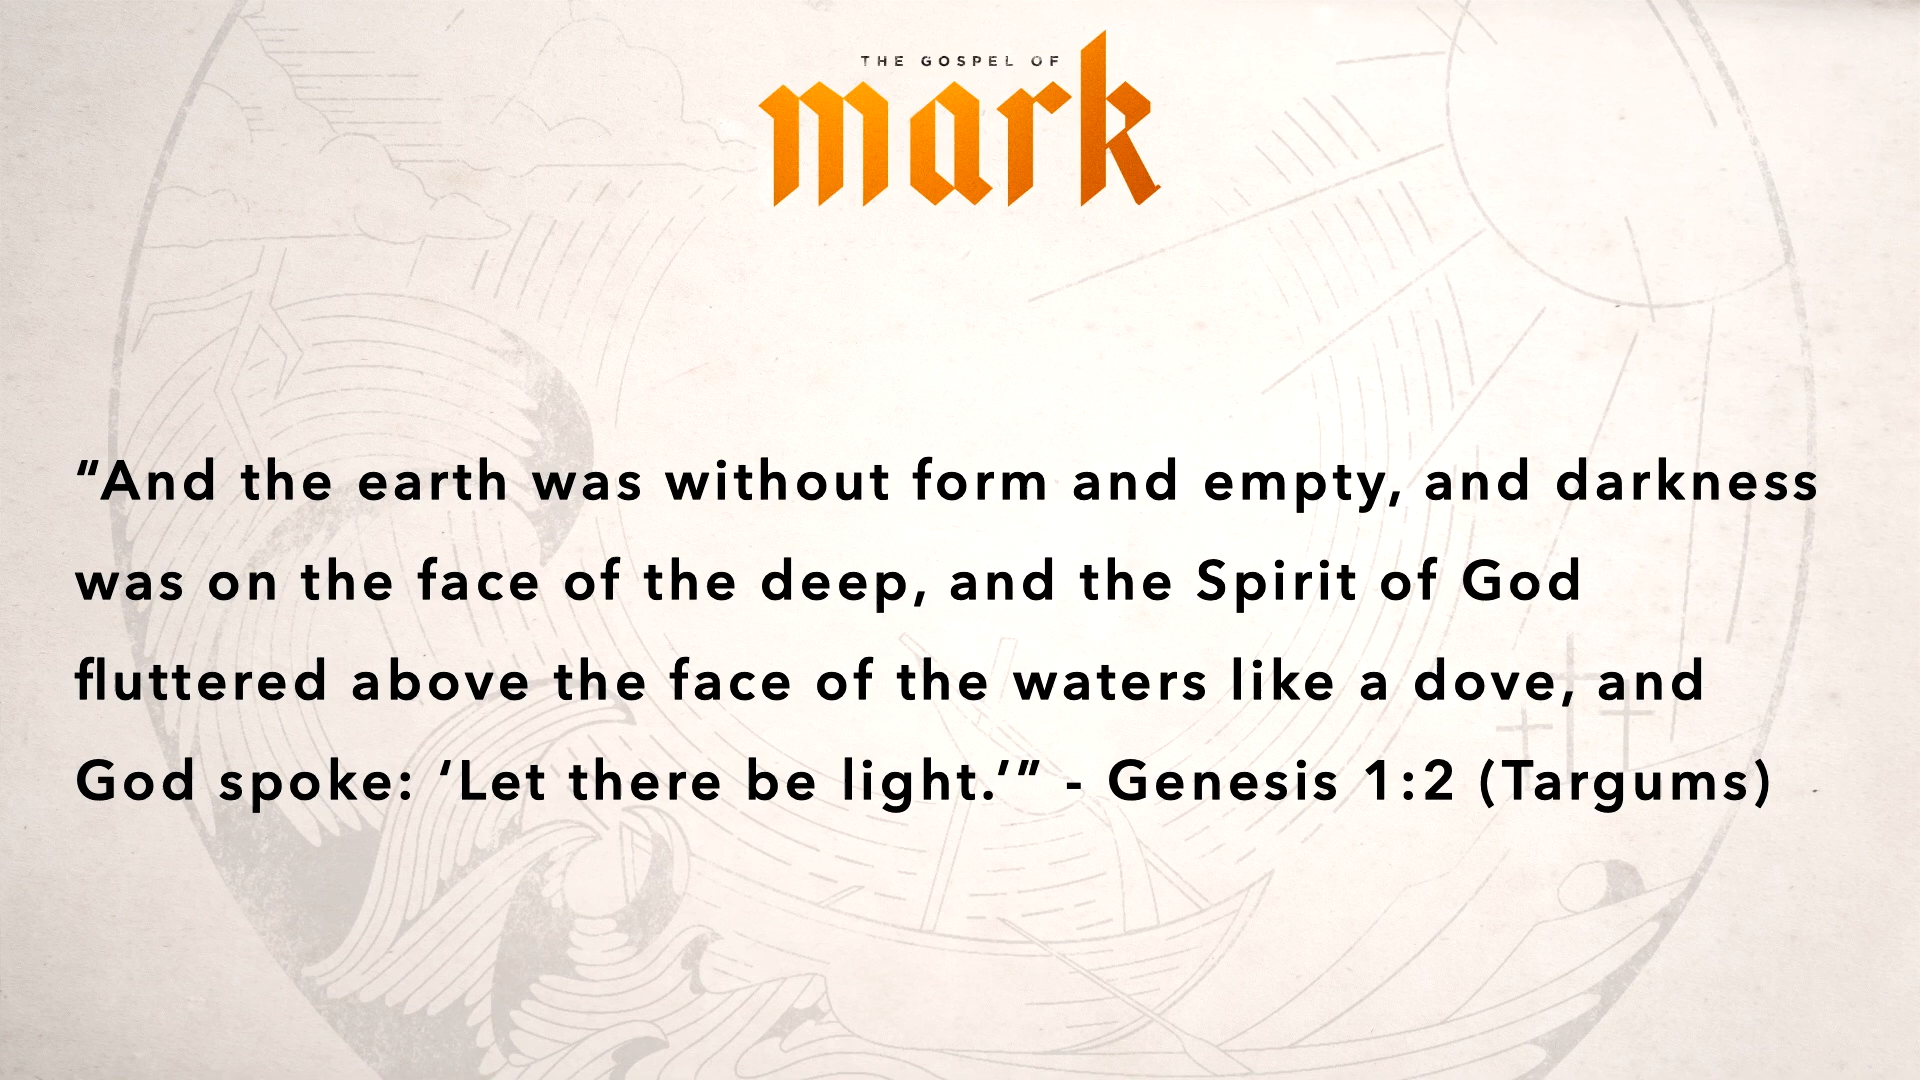 THE GOSPEL OF
mark
“And the earth was without form and empty, and darkness
was on the face of the deep, and the Spirit of God
fluttered above the face of the waters like a dove, and
God spoke: ‘Let there be light.’” - Genesis 1:2 (Targums)